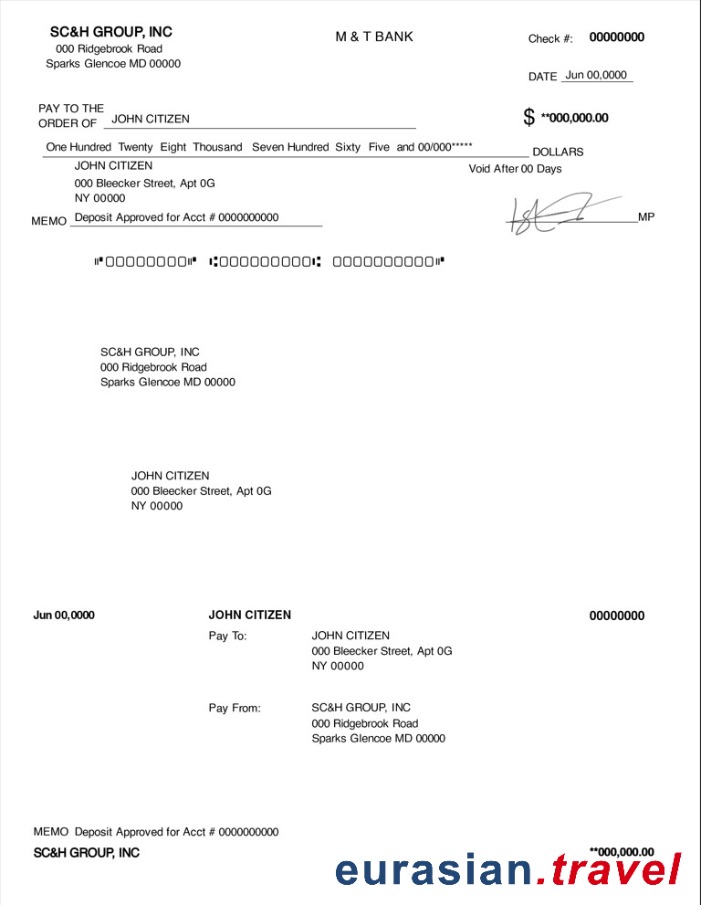 SC&H GROUP, INC
000 Ridgebrook Road
Sparks Glencoe MD 00000
M & T BANK
Check #: 00000000
DATE Jun 00,0000
PAY TO THE
ORDER OF JOHN CITIZEN
$ **000,000.00
One Hundred Twenty Eight Thousand Seven Hundred Sixty Five and 00/000***** DOLLARS
JOHN CITIZEN
000 Bleecker Street, Apt 0G
NY 00000
Void After 00 Days
MEMO Deposit Approved for Acct # 0000000000
MP
⑈00000000⑈ ⑆000000000⑆ 0000000000⑈
SC&H GROUP, INC
000 Ridgebrook Road
Sparks Glencoe MD 00000
JOHN CITIZEN
000 Bleecker Street, Apt 0G
NY 00000
Jun 00,0000 JOHN CITIZEN 00000000
Pay To: JOHN CITIZEN
000 Bleecker Street, Apt 0G
NY 00000
Pay From: SC&H GROUP, INC
000 Ridgebrook Road
Sparks Glencoe MD 00000
MEMO Deposit Approved for Acct # 0000000000
SC&H GROUP, INC **000,000.00
eurasian.travel